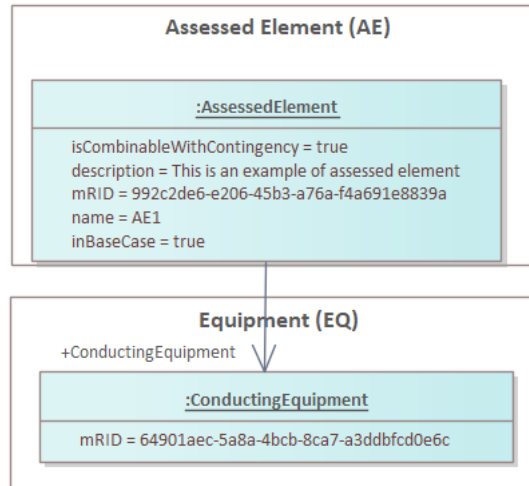 Assessed Element (AE)
:AssessedElement
isCombinableWithContingency = true
description = This is an example of assessed element
mRID = 992c2de6-e206-45b3-a76a-f4a691e8839a
name = AE1
inBaseCase = true
Equipment (EQ)
+ConductingEquipment
:ConductingEquipment
mRID = 64901aec-5a8a-4bcb-8ca7-a3ddbfcd0e6c